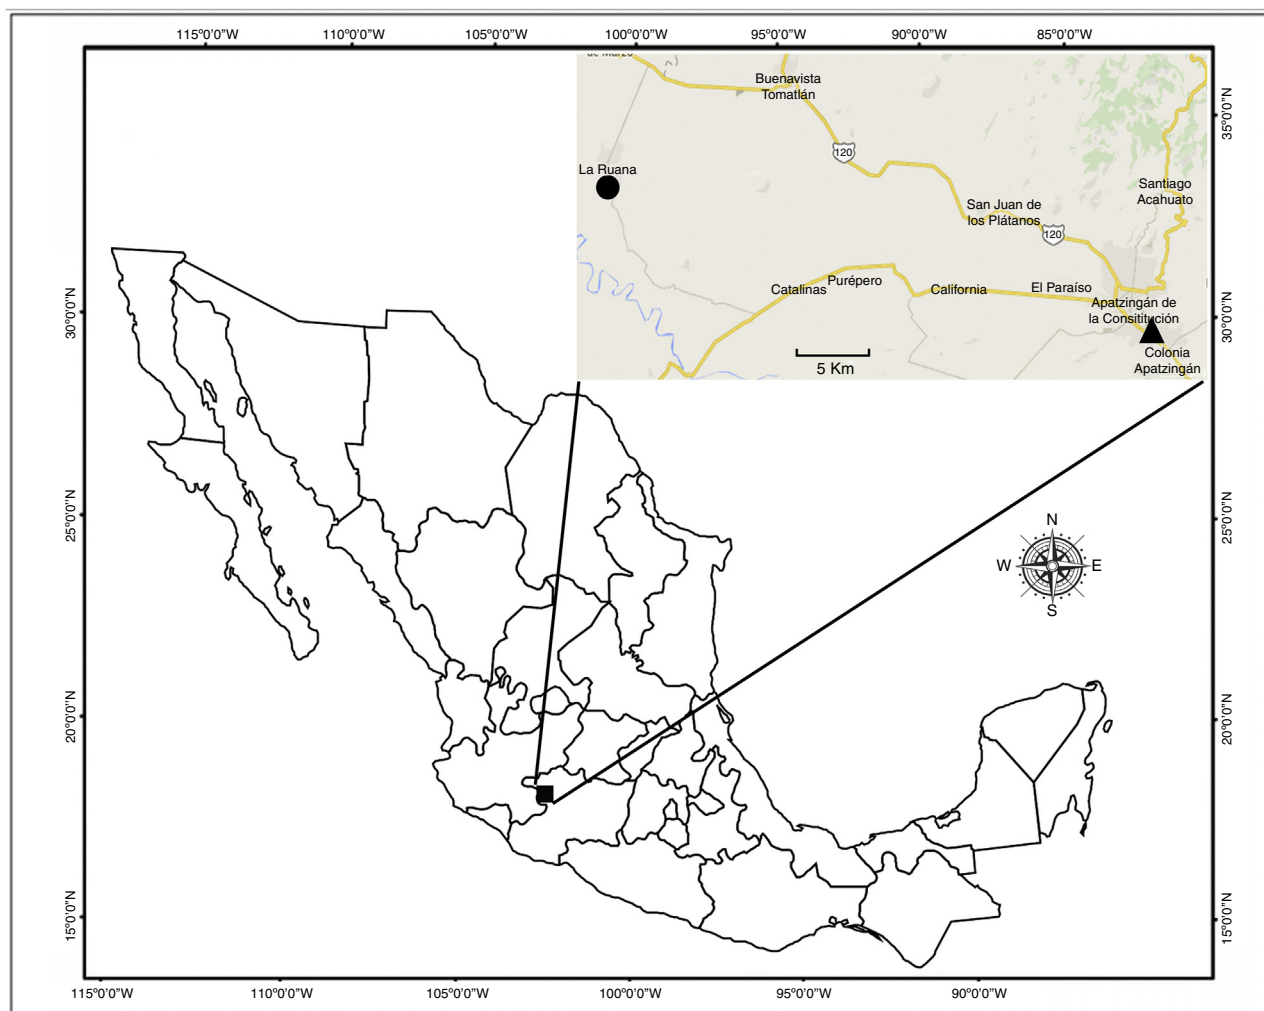 115°0'0"W 110°0'0"W 105°0'0"W 100°0'0"W 95°0'0"W 90°0'0"W 85°0'0"W
de Marzo
Buenavista
Tomatlán
35°0'0"N
120
La Ruana
Santiago
Acahuato
San Juan de
los Plátanos
120
Catalinas
Purépero
California
El Paraíso
Apatzingán de
la Consititución
30°0'0"N
30°0'0"N
Colonia
Apatzingán
5 Km
25°0'0"N
25°0'0"N
N
W E
S
20°0'0"N
20°0'0"N
15°0'0"N
15°0'0"N
115°0'0"W 110°0'0"W 105°0'0"W 100°0'0"W 95°0'0"W 90°0'0"W